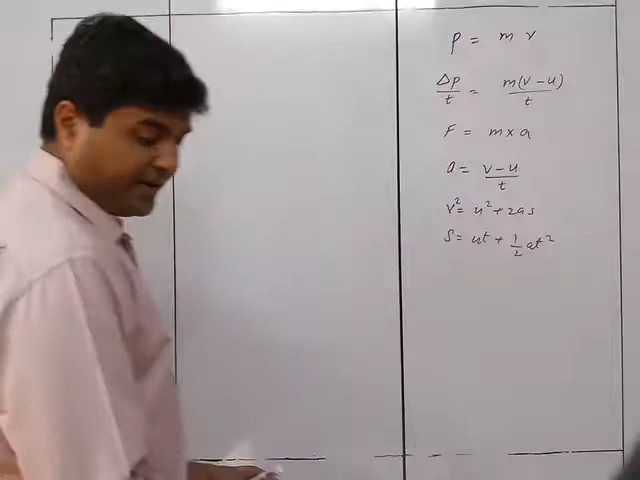 p = m v
Δp/t = m(v-u)/t
F = m x a
a = v-u/t
v² = u² + 2as
S = ut + 1/2 at²